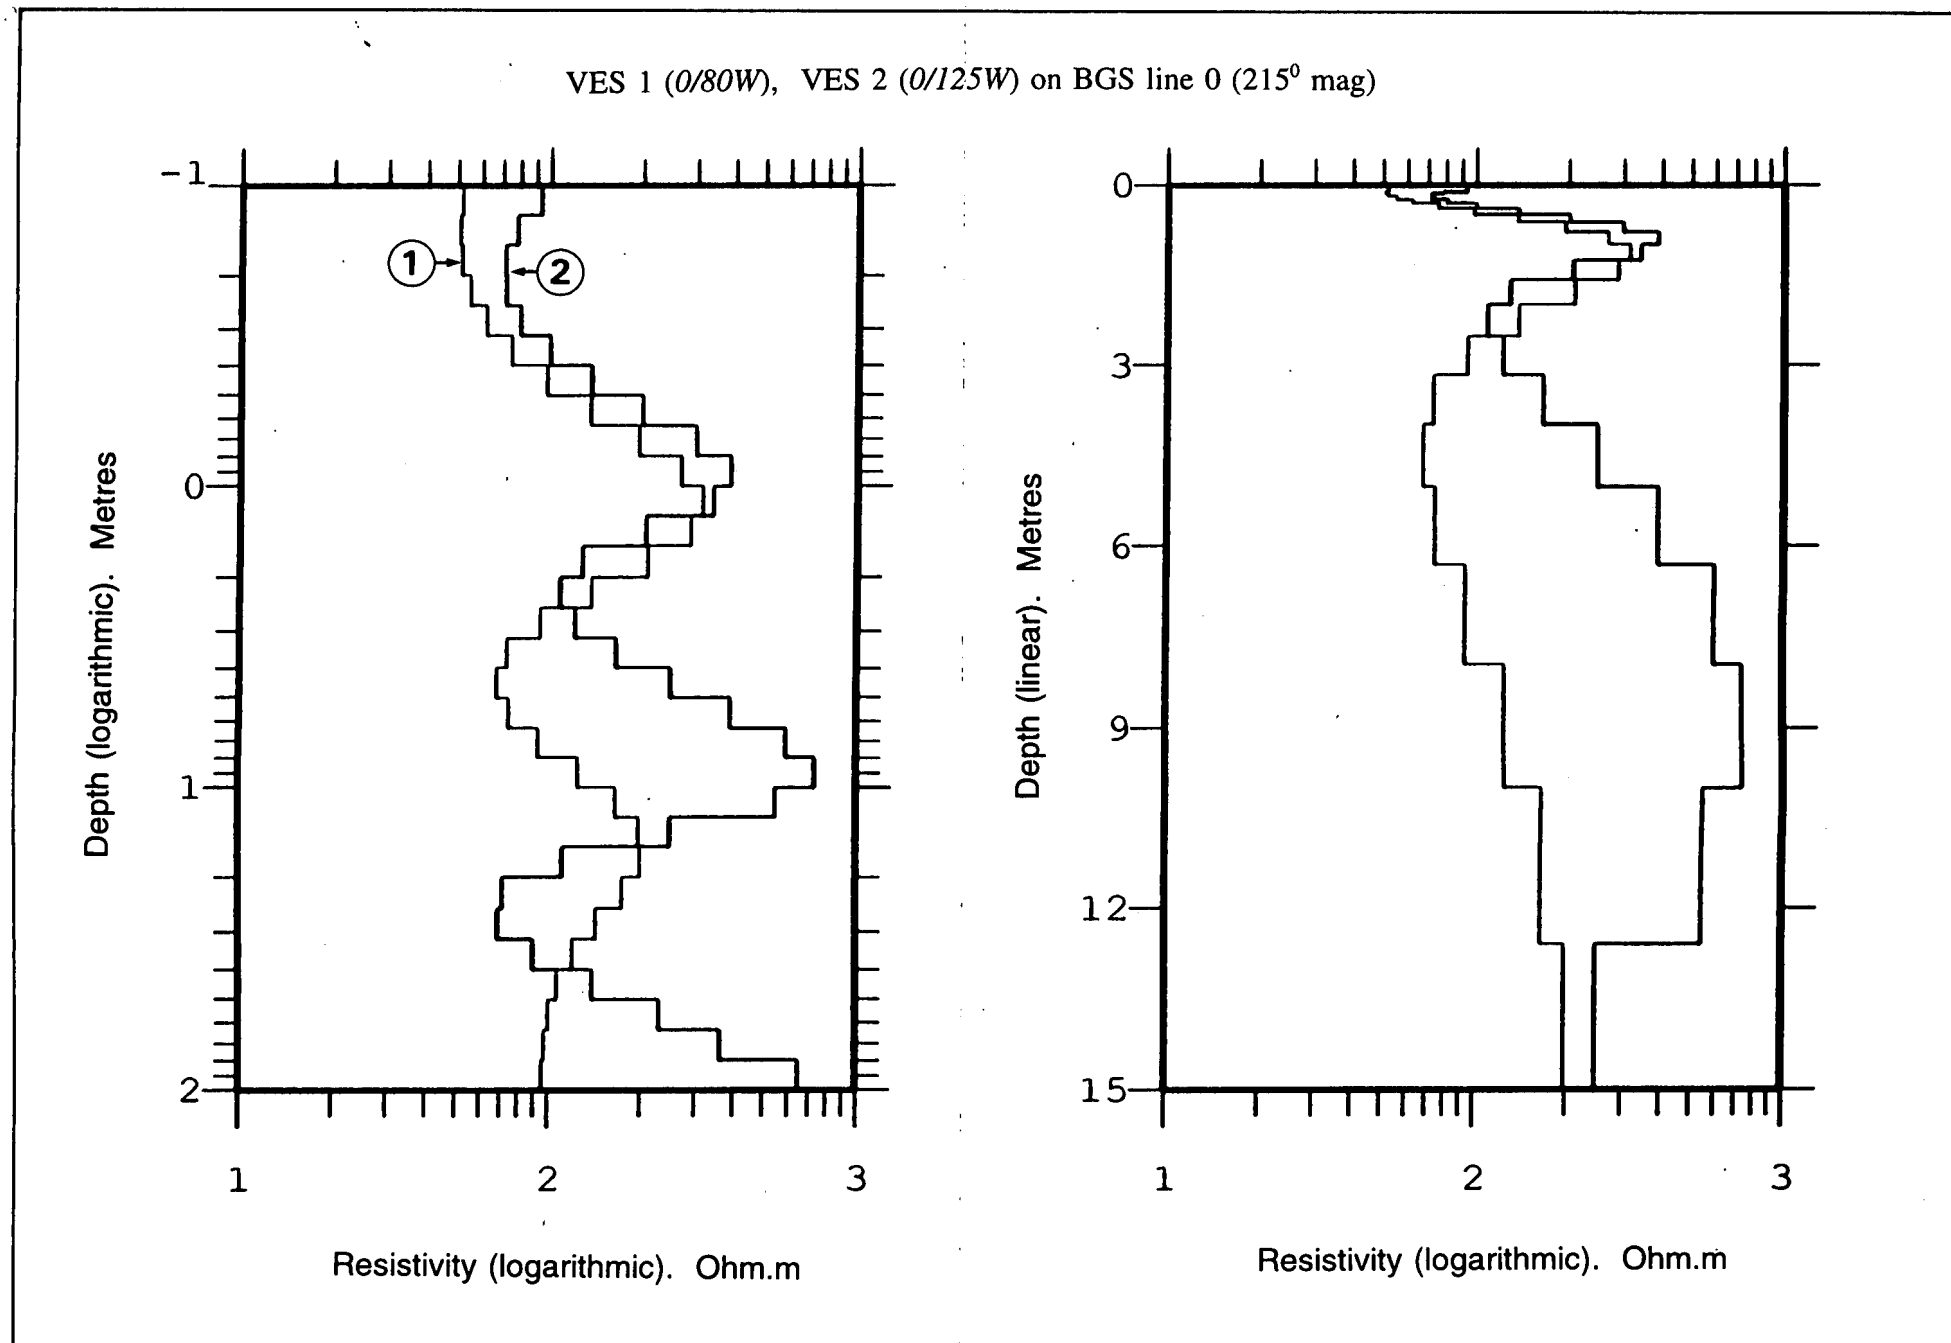 VES 1 (0/80W), VES 2 (0/125W) on BGS line 0 (215⁰ mag)
-1
0
1
2
Depth (logarithmic). Metres
1
2
1 2 3
Resistivity (logarithmic). Ohm.m
0
3
6
9
12
15
Depth (linear). Metres
1 2 3
Resistivity (logarithmic). Ohm.m